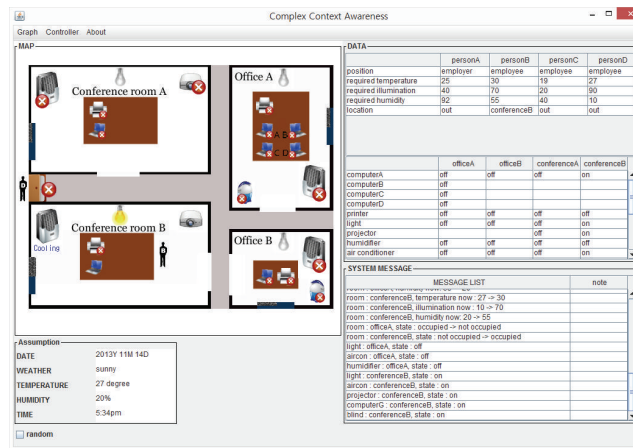 Complex Context Awareness
Graph Controller About
MAP
Conference room A
Office A
A B
C D
Conference room B
Cooling
Office B
Assumption
DATE 2013Y 11M 14D
WEATHER sunny
TEMPERATURE 27 degree
HUMIDITY 20%
TIME 5:34pm
random
DATA
personA personB personC personD
position employer employee employee employee
required temperature 25 30 19 27
required illumination 40 70 20 90
required humidity 92 55 40 10
location out conferenceB out out
officeA officeB conferenceA conferenceB
computerA off off off on
computerB off
computerC off
computerD off
printer off off off off
light off off off on
projector off on
humidifier off off off off
air conditioner off off off on
SYSTEM MESSAGE
MESSAGE LIST note
room : conferenceB, temperature now : 27 -> 30
room : conferenceB, illumination now : 10 -> 70
room : conferenceB, humidity now: 20 -> 55
room : officeA, state : occupied -> not occupied
room : conferenceB, state : not occupied -> occupied
light : officeA, state : off
aircon : officeA, state : off
humidifier : officeA, state : off
light : conferenceB, state : on
aircon : conferenceB, state : on
projector : conferenceB, state : on
computerG : conferenceB, state : on
blind : conferenceB, state : on